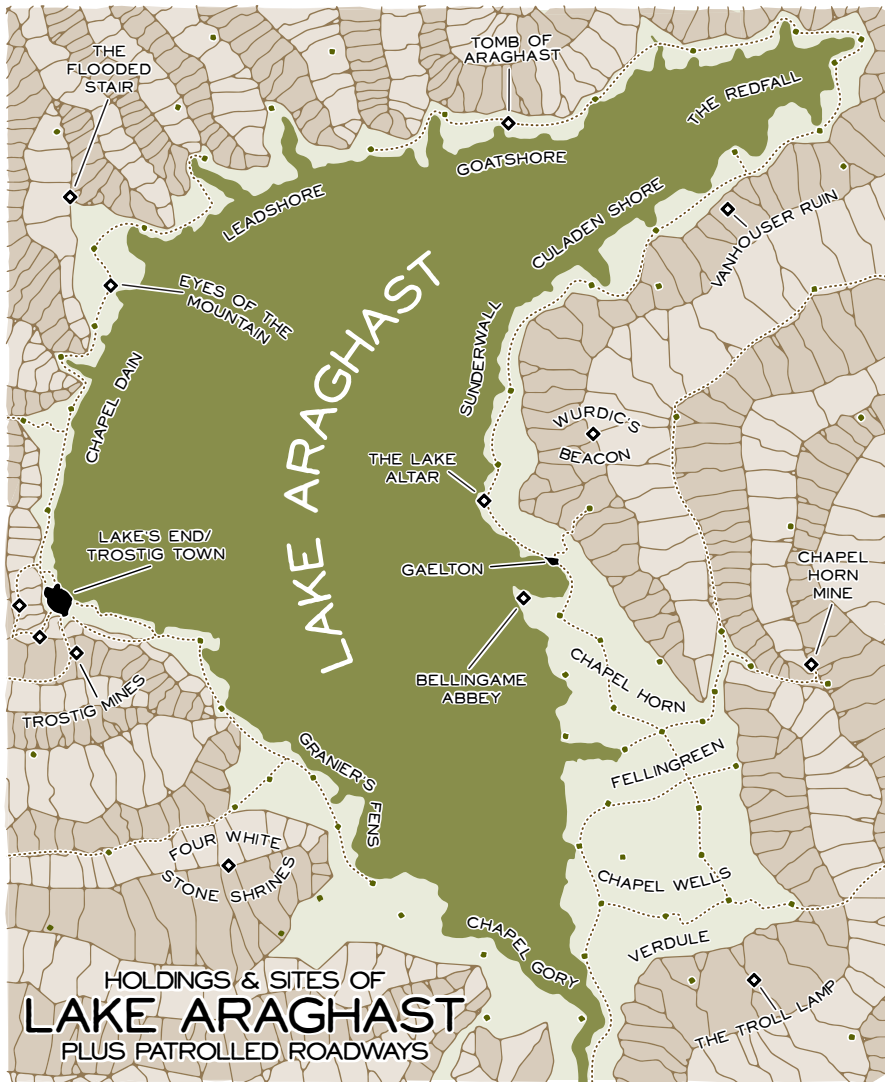 THE
FLOODED
STAIR
TOMB OF
ARAGHAST
THE REDFALL
GOATSHORE
LEADSHORE
CULADEN SHORE
VANHOUSER RUIN
EYES OF THE
MOUNTAIN
LAKE ARAGHAST
SUNDERWALL
CHAPEL DAIN
WURDIC'S
BEACON
THE LAKE
ALTAR
LAKE'S END/
TROSTIG TOWN
GAELTON
CHAPEL
HORN
MINE
BELLINGAME
ABBEY
CHAPEL HORN
TROSTIG MINES
GRANIER'S
FENS
FELLINGREEN
FOUR WHITE
STONE SHRINES
CHAPEL WELLS
CHAPEL GORY
VERDULE
THE TROLL LAMP
HOLDINGS & SITES OF
LAKE ARAGHAST
PLUS PATROLLED ROADWAYS